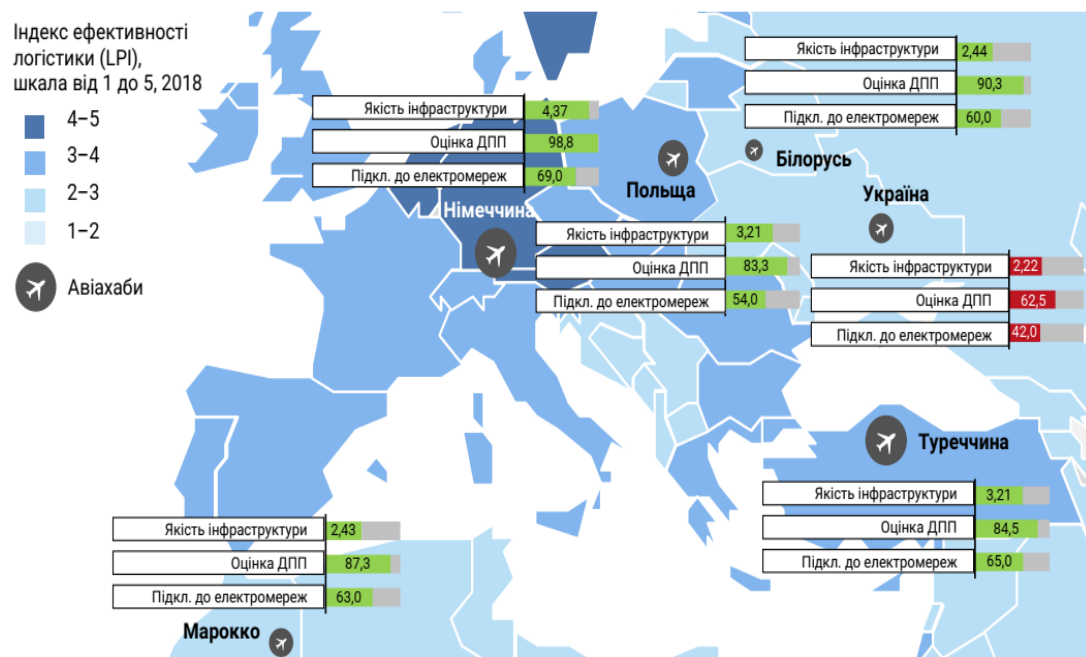 Індекс ефективності
логістики (LPI),
шкала від 1 до 5, 2018
4–5
3–4
2–3
1–2
Авіахаби
Якість інфраструктури 4,37
Оцінка ДПП 98,8
Підкл. до електромереж 69,0
Німеччина
Якість інфраструктури 2,44
Оцінка ДПП 90,3
Підкл. до електромереж 60,0
Білорусь
Польща
Якість інфраструктури 3,21
Оцінка ДПП 83,3
Підкл. до електромереж 54,0
Україна
Якість інфраструктури 2,22
Оцінка ДПП 62,5
Підкл. до електромереж 42,0
Туреччина
Якість інфраструктури 3,21
Оцінка ДПП 84,5
Підкл. до електромереж 65,0
Якість інфраструктури 2,43
Оцінка ДПП 87,3
Підкл. до електромереж 63,0
Марокко